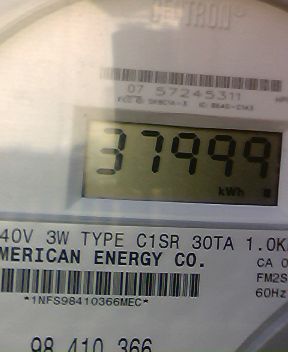 CENTRON®
07 57245311
37999
kWh
40V 3W TYPE C1SR 30TA 1.0K
MERICAN ENERGY CO.
CA 0
FM2S
60Hz
*1NFS98410366MEC*
98 410 366